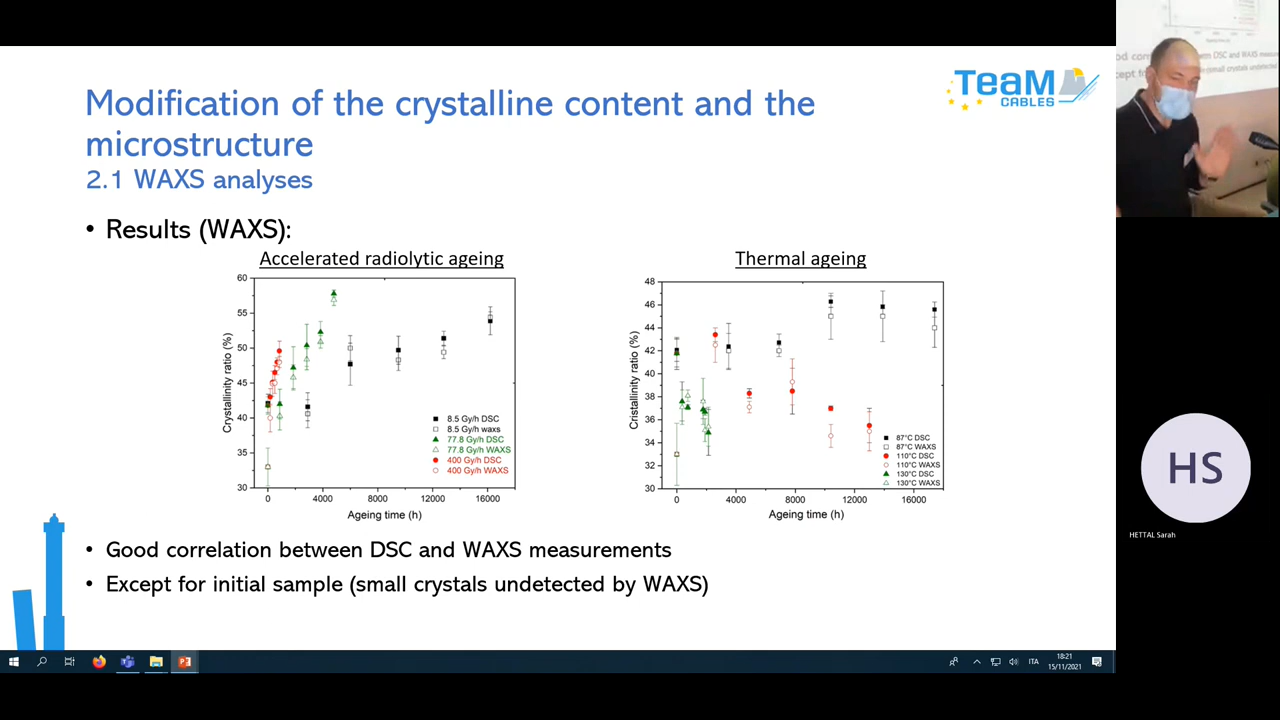 Modification of the crystalline content and the
microstructure
2.1 WAXS analyses
TeaM
CABLES
• Results (WAXS):
Accelerated radiolytic ageing
60
55
50
45
40
35
30
Crystallinity ratio (%)
0
4000
8000
12000
16000
Ageing time (h)
8.5 Gy/h DSC
8.5 Gy/h waxs
77.8 Gy/h DSC
77.8 Gy/h WAXS
400 Gy/h DSC
400 Gy/h WAXS
Thermal ageing
48
46
44
42
40
38
36
34
32
30
Cristallinity ratio (%)
0
4000
8000
12000
16000
Ageing time (h)
87°C DSC
87°C WAXS
110°C DSC
110°C WAXS
130°C DSC
130°C WAXS
• Good correlation between DSC and WAXS measurements
• Except for initial sample (small crystals undetected by WAXS)
HS
HETTAL Sarah
ITA
18:21
15/11/2021